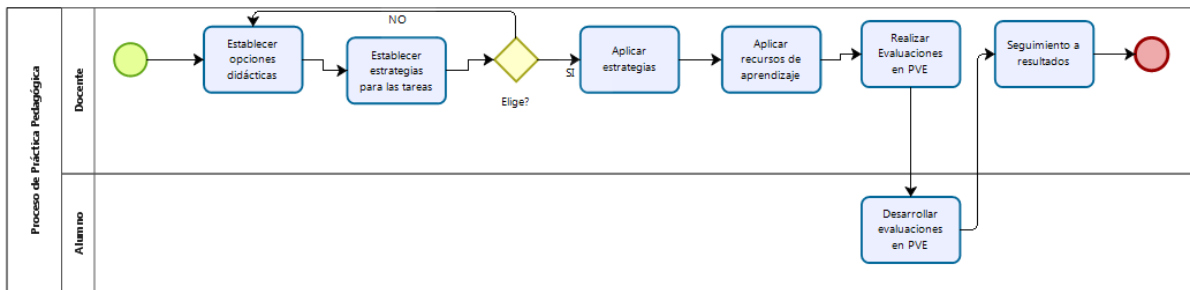 Proceso de Práctica Pedagógica
Docente
NO
Establecer
opciones
didácticas
Establecer
estrategias
para las tareas
Elige?
SI
Aplicar
estrategias
Aplicar
recursos de
aprendizaje
Realizar
Evaluaciones
en PVE
Seguimiento a
resultados
Alumno
Desarrollar
evaluaciones
en PVE